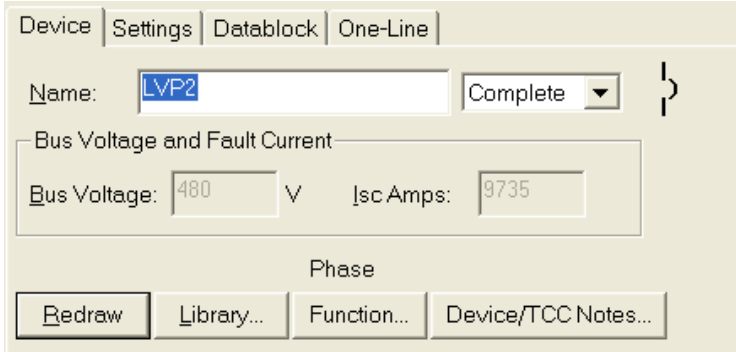 Device Settings Datablock One-Line
Name: LVP2 Complete
Bus Voltage and Fault Current
Bus Voltage: 480 V Isc Amps: 9735
Phase
Redraw Library... Function... Device/TCC Notes...